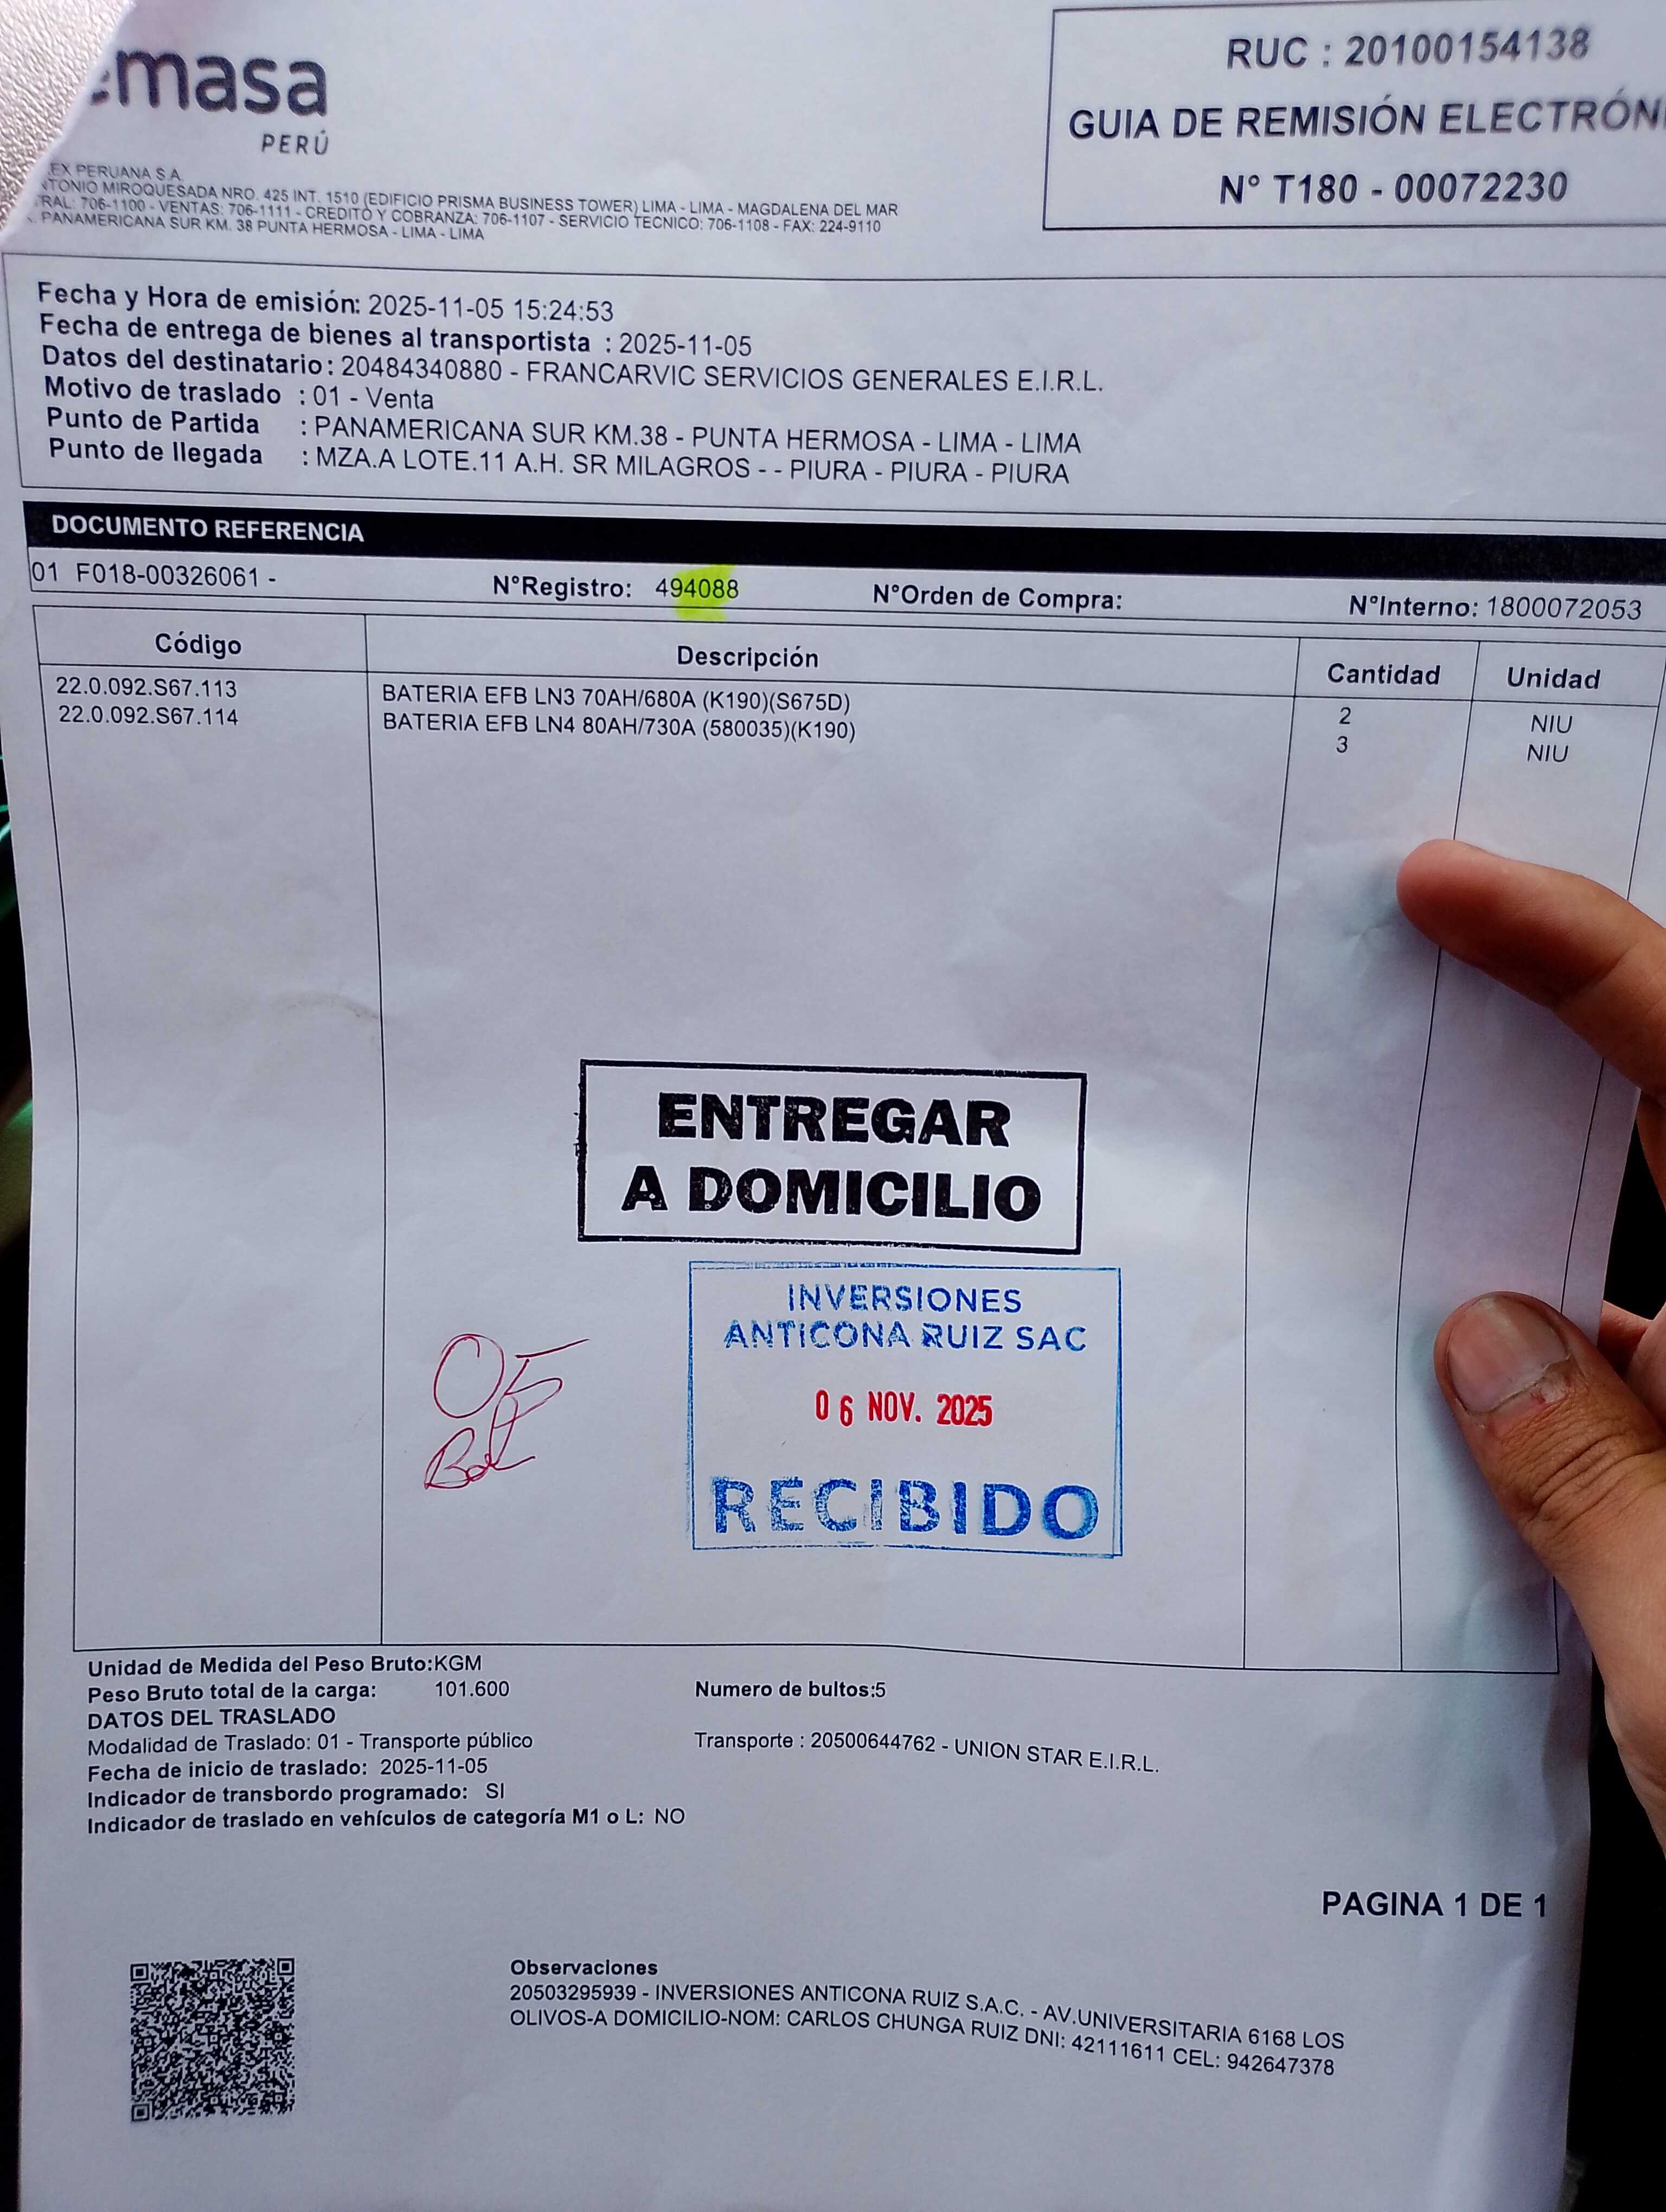 emasa
PERÚ
EX PERUANA S.A.
NTONIO MIROQUESADA NRO. 425 INT. 1510 (EDIFICIO PRISMA BUSINESS TOWER) LIMA - LIMA - MAGDALENA DEL MAR
TRAL: 706-1100 - VENTAS: 706-1111 - CREDITO Y COBRANZA: 706-1107 - SERVICIO TECNICO: 706-1108 - FAX: 224-9110
. PANAMERICANA SUR KM. 38 PUNTA HERMOSA - LIMA - LIMA
RUC : 20100154138
GUIA DE REMISIÓN ELECTRÓN
N° T180 - 00072230
Fecha y Hora de emisión: 2025-11-05 15:24:53
Fecha de entrega de bienes al transportista : 2025-11-05
Datos del destinatario : 20484340880 - FRANCARVIC SERVICIOS GENERALES E.I.R.L.
Motivo de traslado : 01 - Venta
Punto de Partida : PANAMERICANA SUR KM.38 - PUNTA HERMOSA - LIMA - LIMA
Punto de llegada : MZA.A LOTE.11 A.H. SR MILAGROS - - PIURA - PIURA - PIURA
DOCUMENTO REFERENCIA
01 F018-00326061 - N°Registro: 494088 N°Orden de Compra: N°Interno: 1800072053
Código Descripción Cantidad Unidad
22.0.092.S67.113 BATERIA EFB LN3 70AH/680A (K190)(S675D) 2 NIU
22.0.092.S67.114 BATERIA EFB LN4 80AH/730A (580035)(K190) 3 NIU
ENTREGAR
A DOMICILIO
INVERSIONES
ANTICONA RUIZ SAC
06 NOV. 2025
RECIBIDO
05
Bat
Unidad de Medida del Peso Bruto:KGM
Peso Bruto total de la carga: 101.600 Numero de bultos:5
DATOS DEL TRASLADO
Modalidad de Traslado: 01 - Transporte público Transporte : 20500644762 - UNION STAR E.I.R.L.
Fecha de inicio de traslado: 2025-11-05
Indicador de transbordo programado: SI
Indicador de traslado en vehículos de categoría M1 o L: NO
PAGINA 1 DE 1
Observaciones
20503295939 - INVERSIONES ANTICONA RUIZ S.A.C. - AV.UNIVERSITARIA 6168 LOS
OLIVOS-A DOMICILIO-NOM: CARLOS CHUNGA RUIZ DNI: 42111611 CEL: 942647378